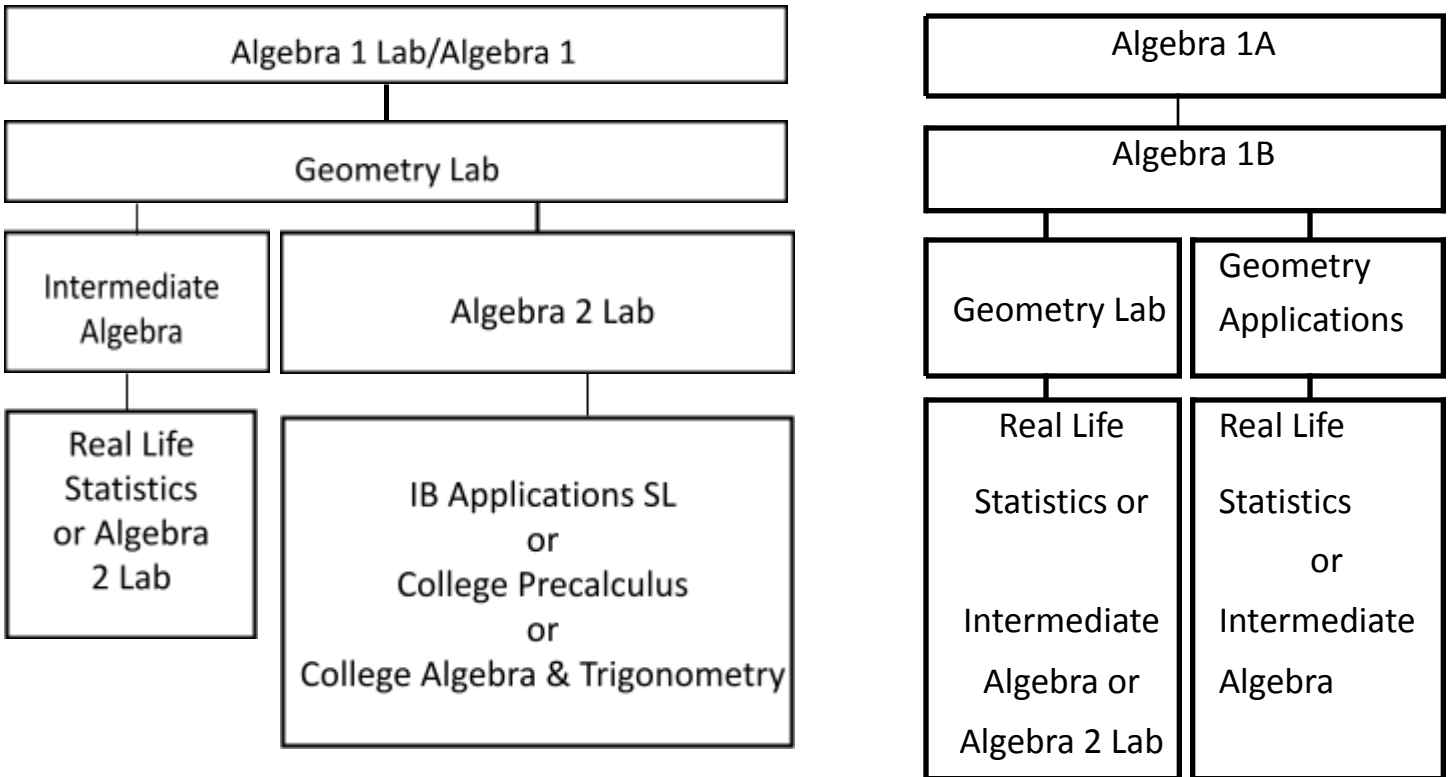 Algebra 1 Lab/Algebra 1
Geometry Lab
Intermediate
Algebra
Algebra 2 Lab
Real Life
Statistics
or Algebra
2 Lab
IB Applications SL
or
College Precalculus
or
College Algebra & Trigonometry
Algebra 1A
Algebra 1B
Geometry Lab
Geometry
Applications
Real Life
Statistics or
Intermediate
Algebra or
Algebra 2 Lab
Real Life
Statistics
or
Intermediate
Algebra